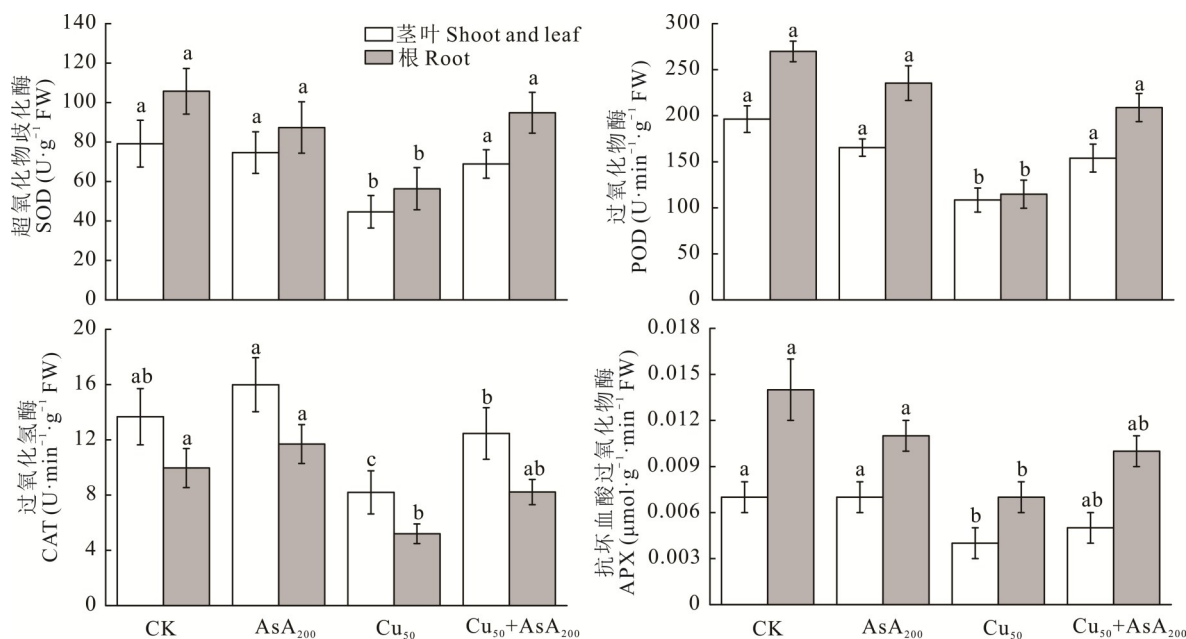 140
120
100
80
60
40
20
0
超氧化物歧化酶
SOD (U·g⁻¹ FW)
茎叶 Shoot and leaf
根 Root
a
a
a
a
b
b
a
a
300
250
200
150
100
50
0
过氧化物酶
POD (U·min⁻¹·g⁻¹ FW)
a
a
a
a
b
b
a
a
20
16
12
8
4
0
过氧化氢酶
CAT (U·min⁻¹·g⁻¹ FW)
ab
a
a
a
c
b
b
ab
CK
AsA₂₀₀
Cu₅₀
Cu₅₀+AsA₂₀₀
0.018
0.015
0.012
0.009
0.006
0.003
0
抗坏血酸过氧化物酶
APX (μmol·g⁻¹·min⁻¹ FW)
a
a
a
a
b
b
ab
ab
CK
AsA₂₀₀
Cu₅₀
Cu₅₀+AsA₂₀₀